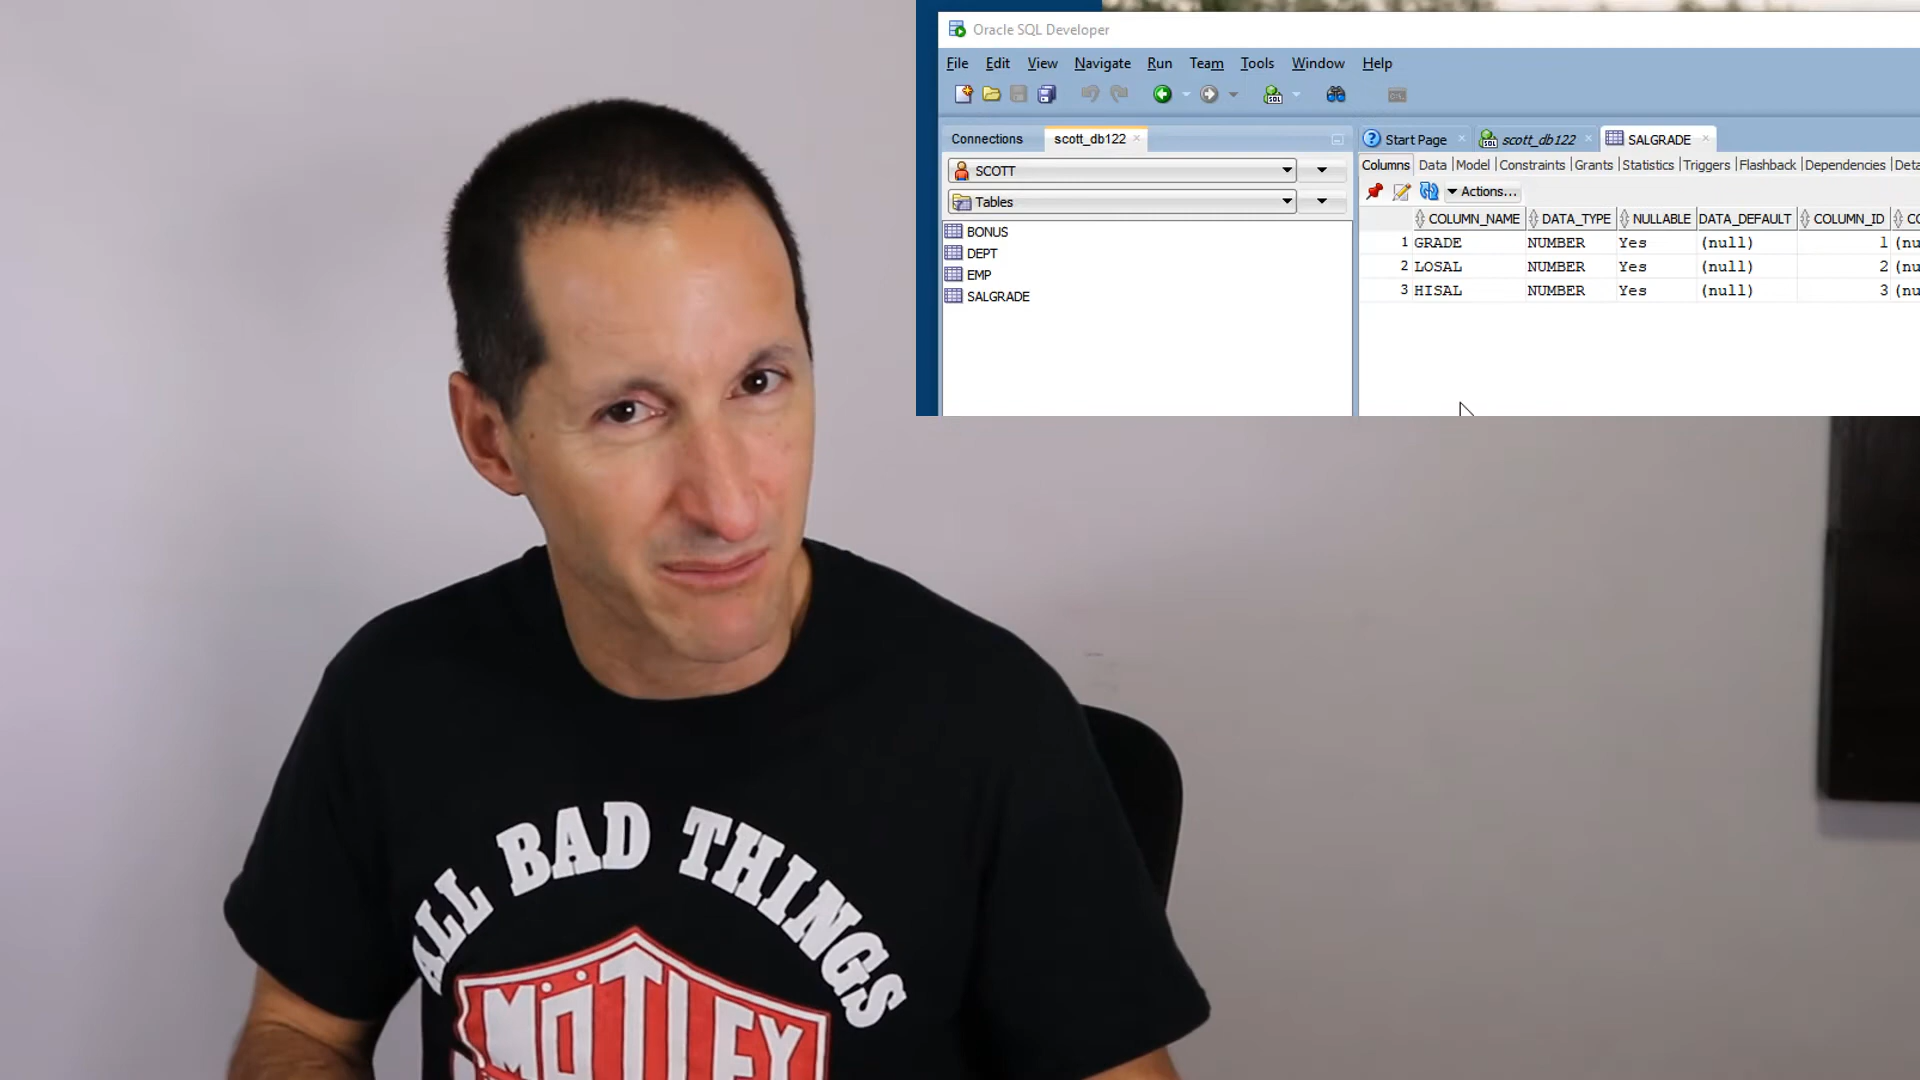 Oracle SQL Developer
File Edit View Navigate Run Team Tools Window Help
Connections scott_db122
Start Page scott_db122 SALGRADE
SCOTT
Columns Data Model Constraints Grants Statistics Triggers Flashback Dependencies
Tables
Actions...
COLUMN_NAME DATA_TYPE NULLABLE DATA_DEFAULT COLUMN_ID
BONUS
DEPT
EMP
SALGRADE
1 GRADE NUMBER Yes (null) 1
2 LOSAL NUMBER Yes (null) 2
3 HISAL NUMBER Yes (null) 3
ALL BAD THINGS
MÖTLEY